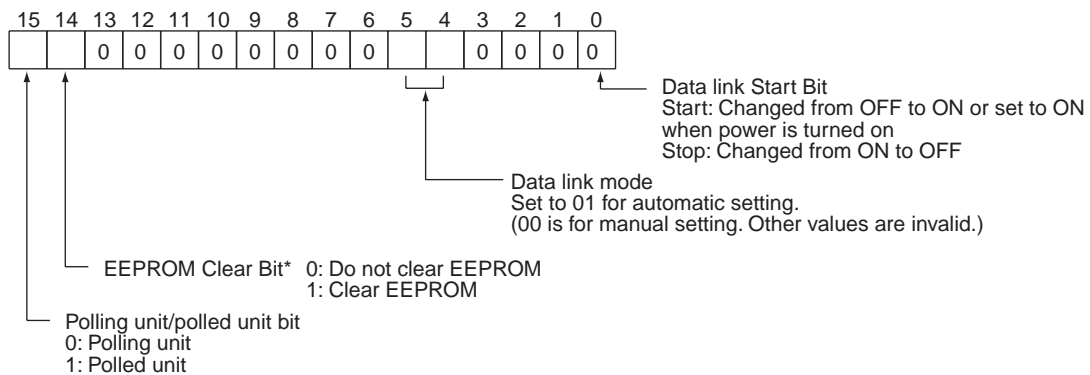 15 14 13 12 11 10 9 8 7 6 5 4 3 2 1 0
0 0 0 0 0 0 0 0 0 0 0 0
Data link Start Bit
Start: Changed from OFF to ON or set to ON
when power is turned on
Stop: Changed from ON to OFF
Data link mode
Set to 01 for automatic setting.
(00 is for manual setting. Other values are invalid.)
EEPROM Clear Bit* 0: Do not clear EEPROM
1: Clear EEPROM
Polling unit/polled unit bit
0: Polling unit
1: Polled unit